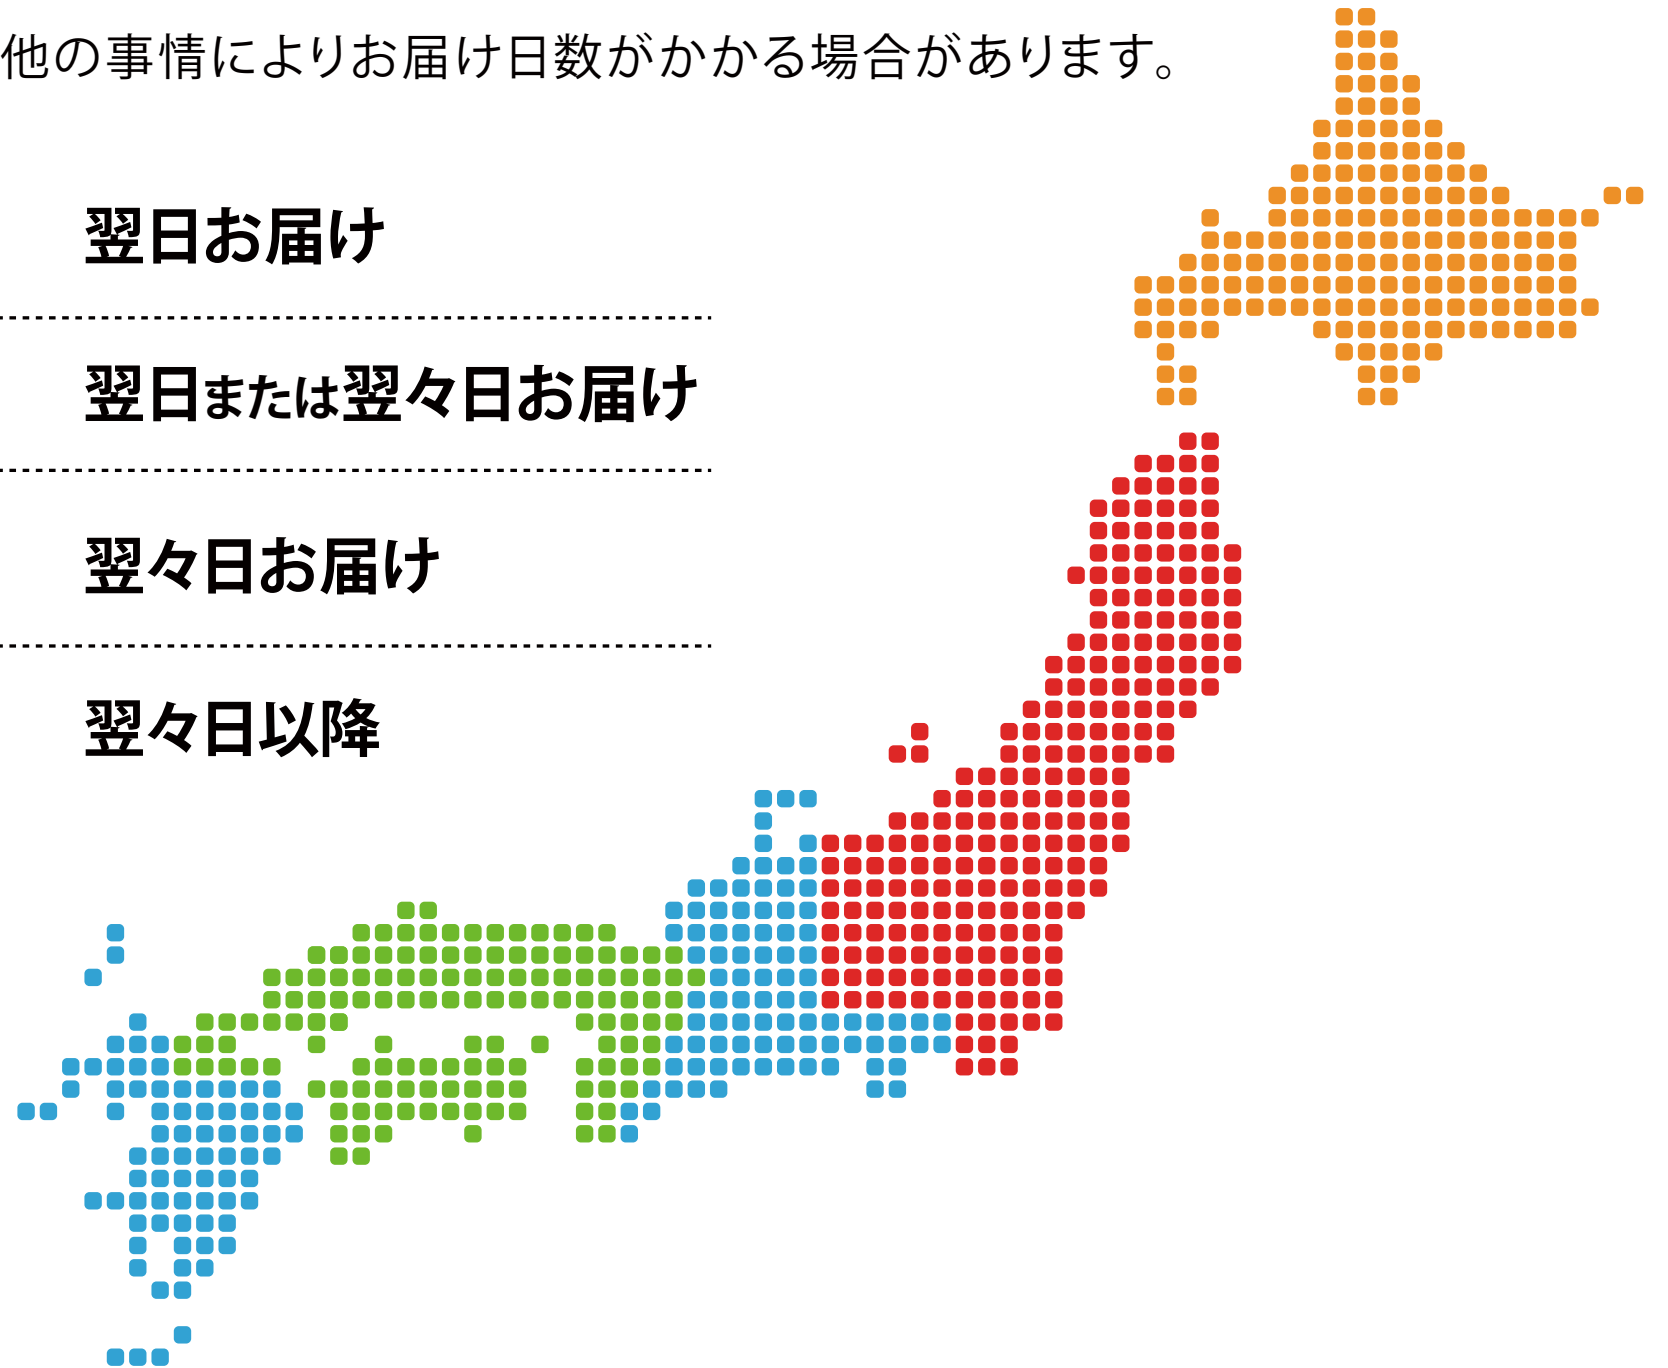 他の事情によりお届け日数がかかる場合があります。
翌日お届け
翌日または翌々日お届け
翌々日お届け
翌々日以降